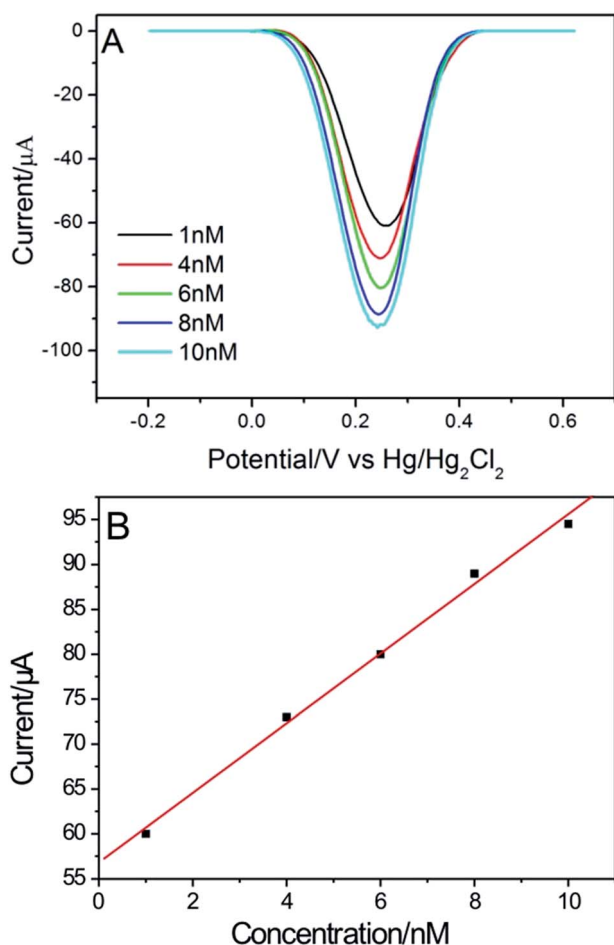 A
0
-20
-40
-60
-80
-100
Current/µA
1nM
4nM
6nM
8nM
10nM
-0.2 0.0 0.2 0.4 0.6
Potential/V vs Hg/Hg₂Cl₂
B
95
90
85
80
75
70
65
60
55
Current/µA
0 2 4 6 8 10
Concentration/nM